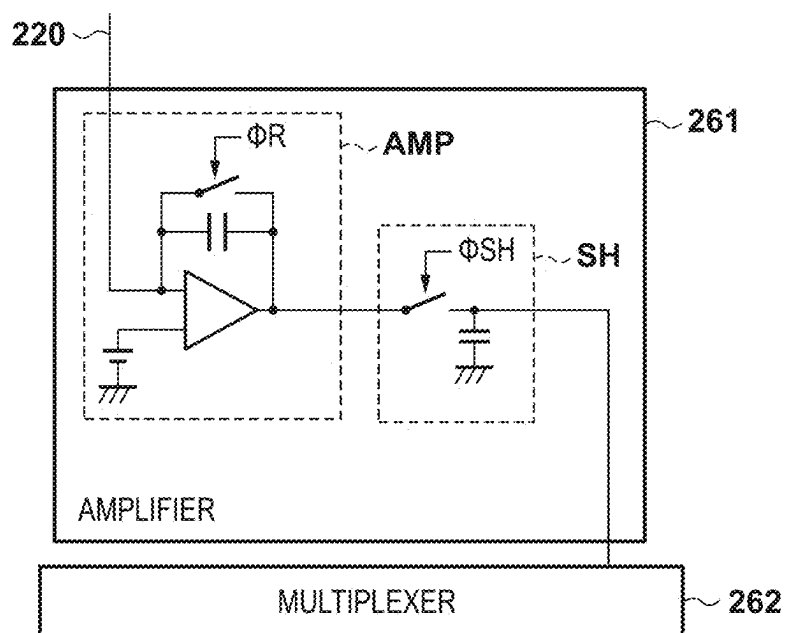 220
261
ΦR
AMP
ΦSH
SH
AMPLIFIER
MULTIPLEXER
262